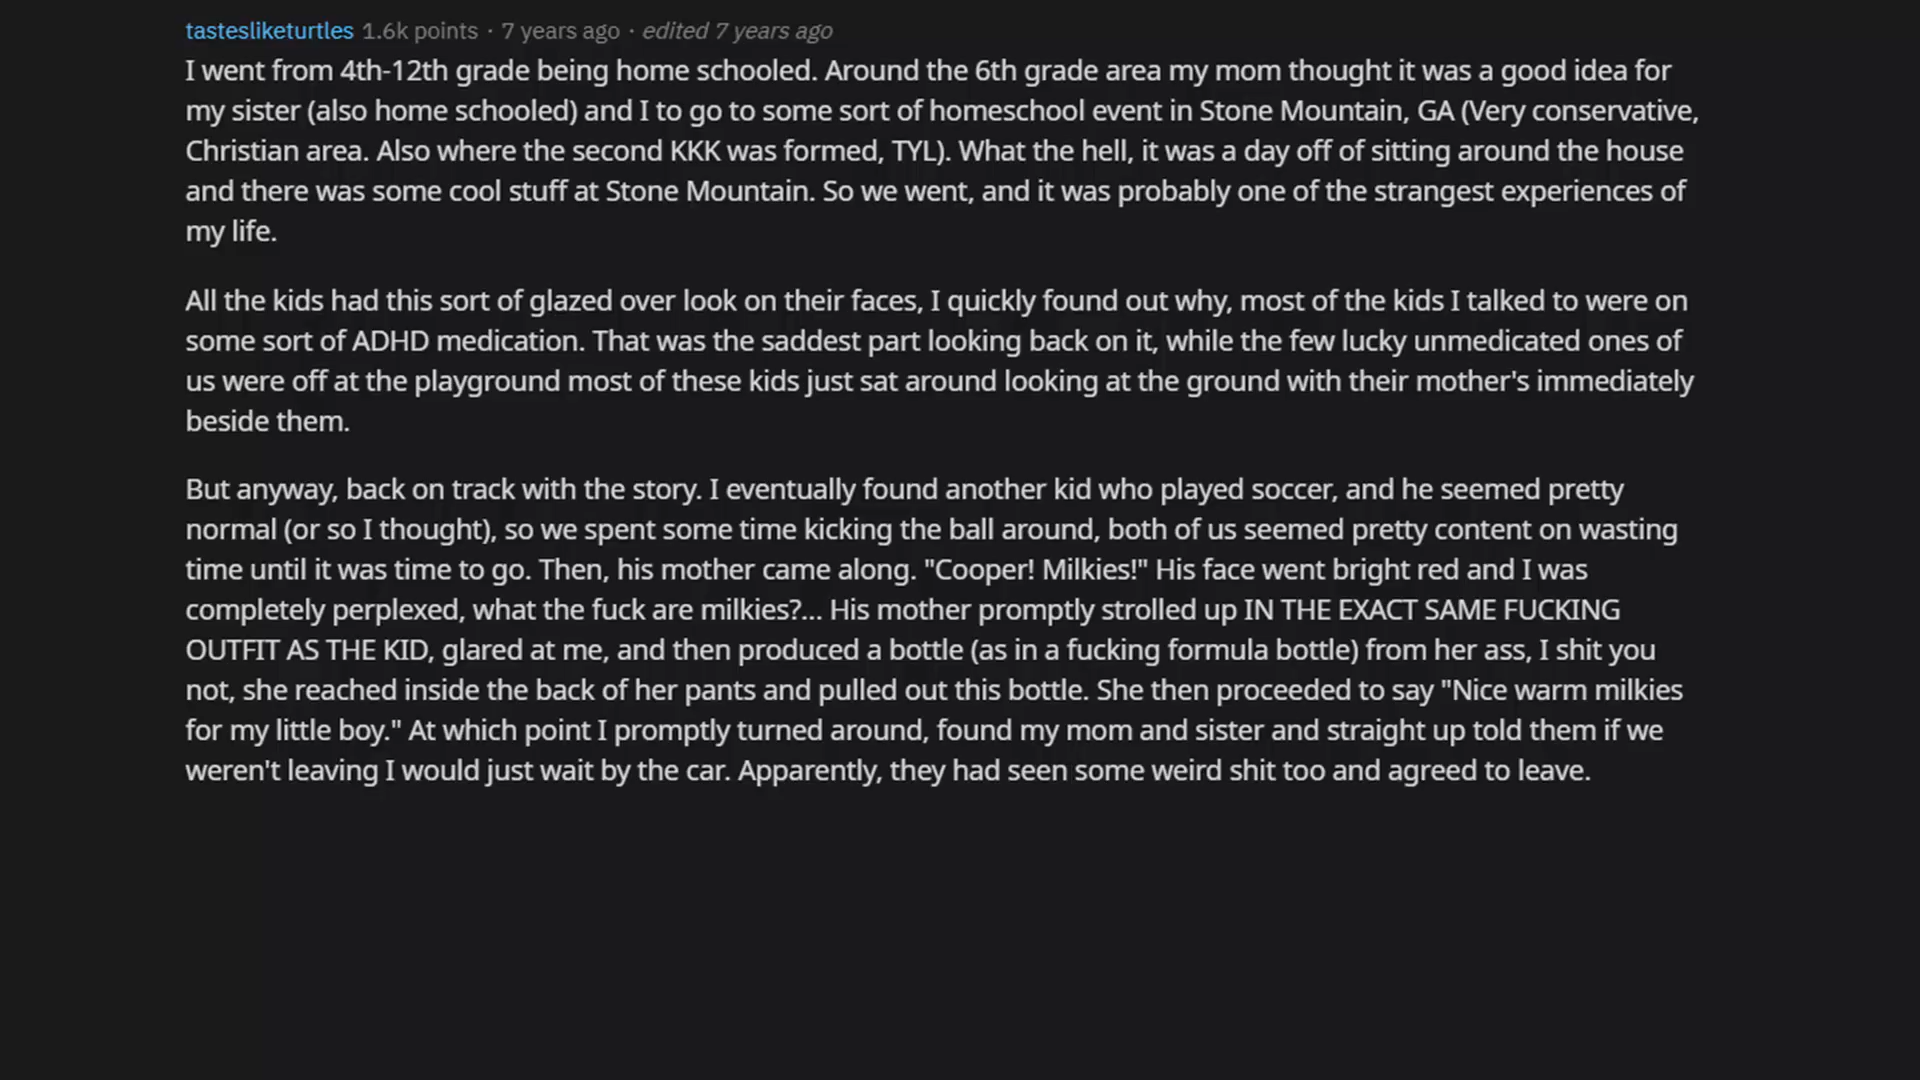 tastesliketurtles 1.6k points · 7 years ago · edited 7 years ago
I went from 4th-12th grade being home schooled. Around the 6th grade area my mom thought it was a good idea for
my sister (also home schooled) and I to go to some sort of homeschool event in Stone Mountain, GA (Very conservative,
Christian area. Also where the second KKK was formed, TYL). What the hell, it was a day off of sitting around the house
and there was some cool stuff at Stone Mountain. So we went, and it was probably one of the strangest experiences of
my life.
All the kids had this sort of glazed over look on their faces, I quickly found out why, most of the kids I talked to were on
some sort of ADHD medication. That was the saddest part looking back on it, while the few lucky unmedicated ones of
us were off at the playground most of these kids just sat around looking at the ground with their mother's immediately
beside them.
But anyway, back on track with the story. I eventually found another kid who played soccer, and he seemed pretty
normal (or so I thought), so we spent some time kicking the ball around, both of us seemed pretty content on wasting
time until it was time to go. Then, his mother came along. "Cooper! Milkies!" His face went bright red and I was
completely perplexed, what the fuck are milkies?... His mother promptly strolled up IN THE EXACT SAME FUCKING
OUTFIT AS THE KID, glared at me, and then produced a bottle (as in a fucking formula bottle) from her ass, I shit you
not, she reached inside the back of her pants and pulled out this bottle. She then proceeded to say "Nice warm milkies
for my little boy." At which point I promptly turned around, found my mom and sister and straight up told them if we
weren't leaving I would just wait by the car. Apparently, they had seen some weird shit too and agreed to leave.